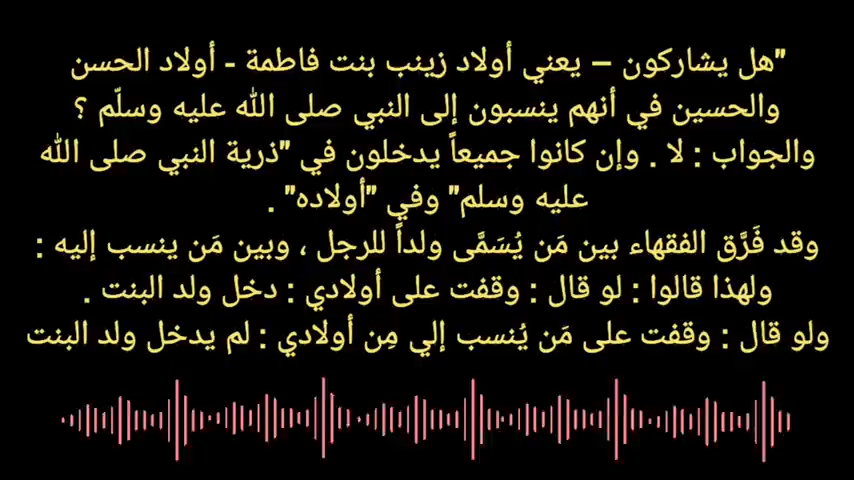 "هل يشاركون – يعني أولاد زينب بنت فاطمة - أولاد الحسن
والحسين في أنهم ينسبون إلى النبي صلى الله عليه وسلّم ؟
والجواب : لا . وإن كانوا جميعاً يدخلون في "ذرية النبي صلى الله
عليه وسلم" وفي "أولاده" .
وقد فَرَّق الفقهاء بين مَن يُسَمَّى ولداً للرجل ، وبين مَن ينسب إليه :
ولهذا قالوا : لو قال : وقفت على أولادي : دخل ولد البنت .
ولو قال : وقفت على مَن يُنسب إلي مِن أولادي : لم يدخل ولد البنت